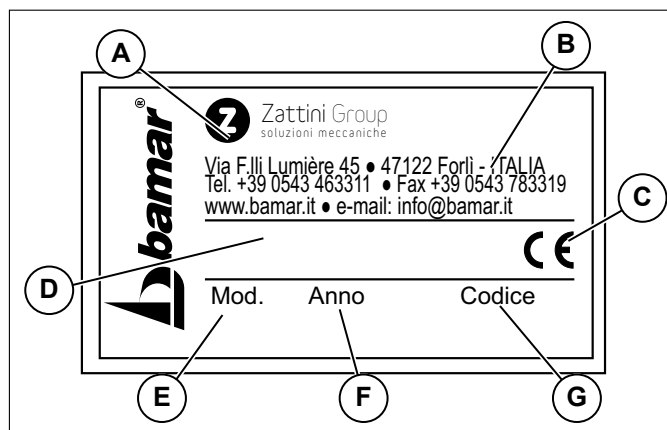 A
B
bamar®
Z Zattini Group
soluzioni meccaniche
Via F.lli Lumière 45 ● 47122 Forlì - ITALIA
Tel. +39 0543 463311 ● Fax +39 0543 783319
www.bamar.it ● e-mail: info@bamar.it
C
CE
D
Mod. Anno Codice
E F G